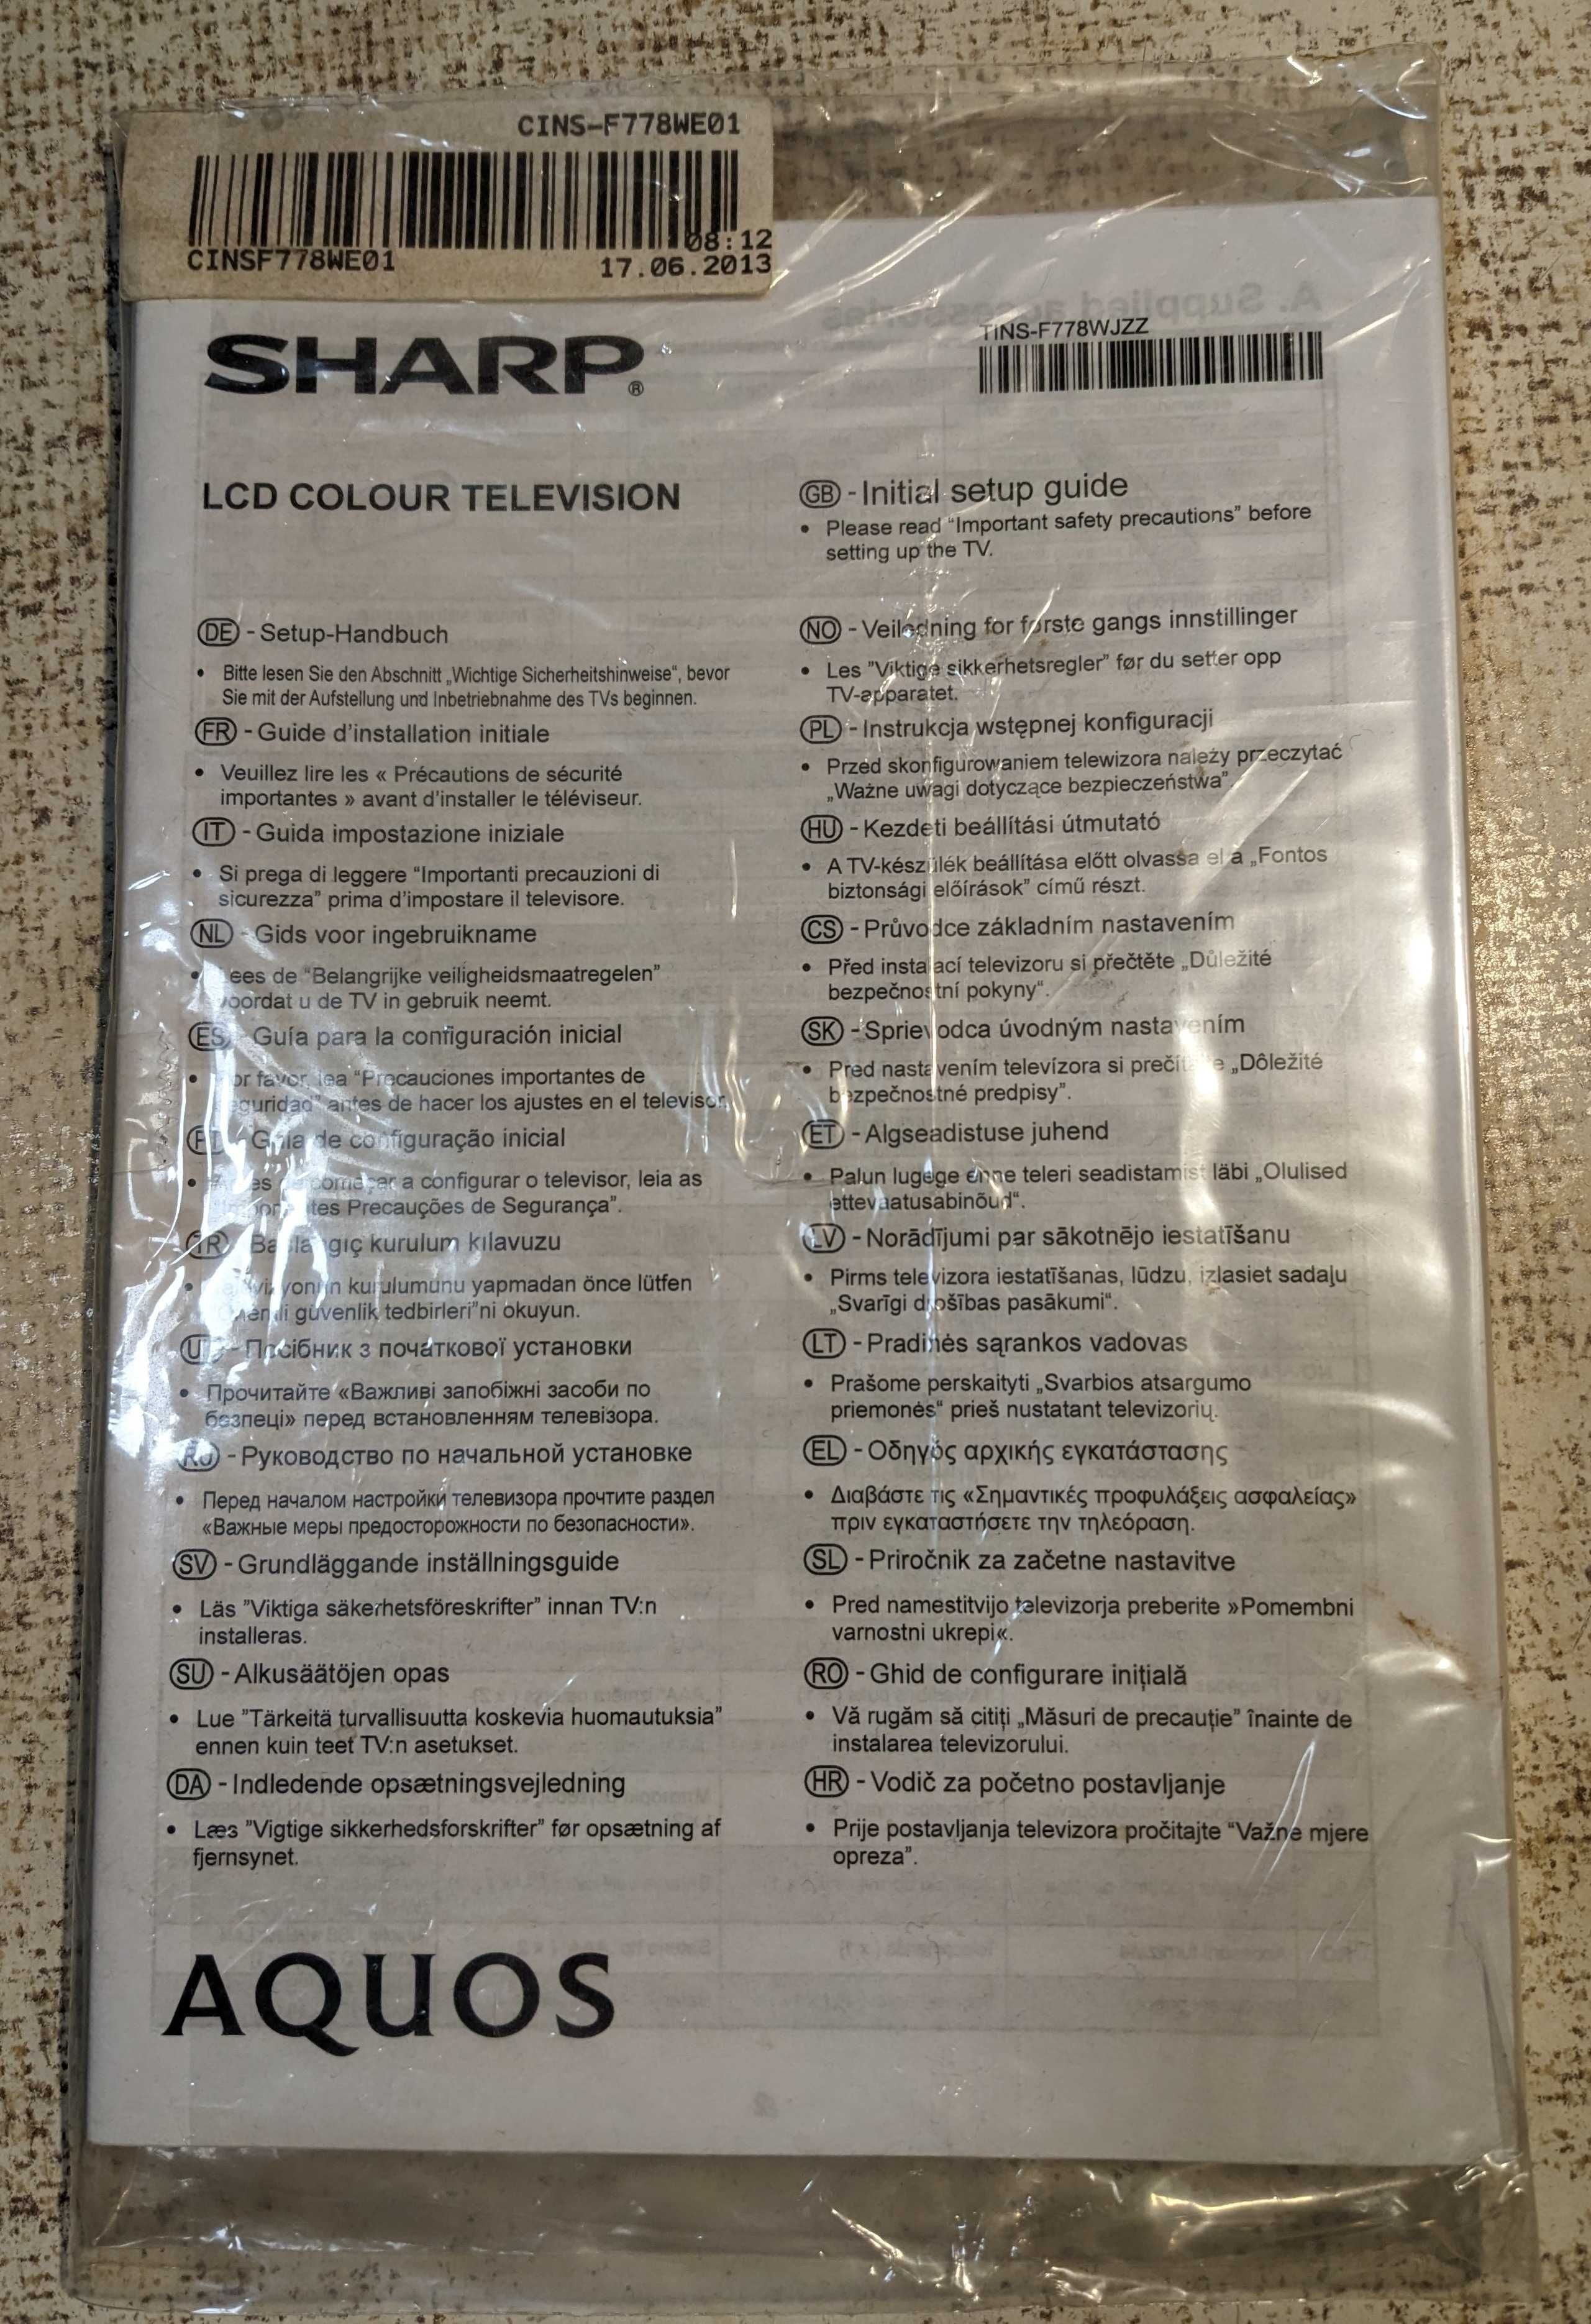 CINS-F778WE01
08:12
CINSF778WE01
17.06.2013
SHARP®
TINS-F778WJZZ
LCD COLOUR TELEVISION
GB - Initial setup guide
• Please read "Important safety precautions" before
setting up the TV.
DE - Setup-Handbuch
• Bitte lesen Sie den Abschnitt „Wichtige Sicherheitshinweise“, bevor
Sie mit der Aufstellung und Inbetriebnahme des TVs beginnen.
FR - Guide d'installation initiale
• Veuillez lire les « Précautions de sécurité
importantes » avant d'installer le téléviseur.
IT - Guida impostazione iniziale
• Si prega di leggere “Importanti precauzioni di
sicurezza” prima d'impostare il televisore.
NL - Gids voor ingebruikname
• de “Belangrijke veiligheidsmaatregelen”
u de TV in gebruik neemt.
ES - Guía para la configuración inicial
• favor, lea “Precauciones importantes de
antes de hacer los ajustes en el televisor.
de configuração inicial
• a configurar o televisor, leia as
Precauções de Segurança”.
TR kurulum kılavuzu
• kurulumunu yapmadan önce lütfen
güvenlik tedbirleri”ni okuyun.
- Посібник з початкової установки
• Прочитайте «Важливі запобіжні засоби по
безпеці» перед встановленням телевізора.
RU - Руководство по начальной установке
• Перед началом настройки телевизора прочтите раздел
«Важные меры предосторожности по безопасности».
SV - Grundläggande inställningsguide
• Läs ”Viktiga säkerhetsföreskrifter” innan TV:n
installeras.
SU - Alkusäätöjen opas
• Lue ”Tärkeitä turvallisuutta koskevia huomautuksia”
ennen kuin teet TV:n asetukset.
DA - Indledende opsætningsvejledning
• Læs ”Vigtige sikkerhedsforskrifter” før opsætning af
fjernsynet.
NO - Veiledning for første gangs innstillinger
• Les ”Viktige sikkerhetsregler” før du setter opp
TV-apparatet.
PL - Instrukcja wstępnej konfiguracji
• Przed skonfigurowaniem telewizora należy przeczytać
„Ważne uwagi dotyczące bezpieczeństwa”.
HU - Kezdeti beállítási útmutató
• A TV-készülék beállítása előtt olvassa el a „Fontos
biztonsági előírások” című részt.
CS - Průvodce základním nastavením
• Před instalací televizoru si přečtěte „Důležité
bezpečnostní pokyny“.
SK - Sprievodca úvodným nastavením
• Pred nastavením televízora si prečítajte „Dôležité
bezpečnostné predpisy”.
ET - Algseadistuse juhend
• Palun lugege enne teleri seadistamist läbi „Olulised
ettevaatusabinõud“.
LV - Norādījumi par sākotnējo iestatīšanu
• Pirms televizora iestatīšanas, lūdzu, izlasiet sadaļu
„Svarīgi drošības pasākumi“.
LT - Pradinės sąrankos vadovas
• Prašome perskaityti „Svarbios atsargumo
priemonės“ prieš nustatant televizorių.
EL - Οδηγός αρχικής εγκατάστασης
• Διαβάστε τις «Σημαντικές προφυλάξεις ασφαλείας»
πριν εγκαταστήσετε την τηλεόραση.
SL - Priročnik za začetne nastavitve
• Pred namestitvijo televizorja preberite »Pomembni
varnostni ukrepi«.
RO - Ghid de configurare inițială
• Vă rugăm să citiți „Măsuri de precauție” înainte de
instalarea televizorului.
HR - Vodič za početno postavljanje
• Prije postavljanja televizora pročitajte “Važne mjere
opreza”.
AQUOS